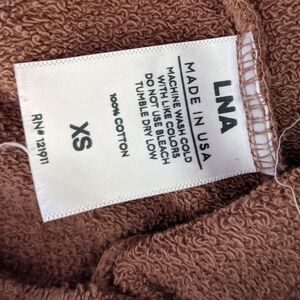 LNA
MADE IN USA
MACHINE WASH COLD
WITH LIKE COLORS
DO NOT USE BLEACH
TUMBLE DRY LOW
100% COTTON
XS
RN# 121911